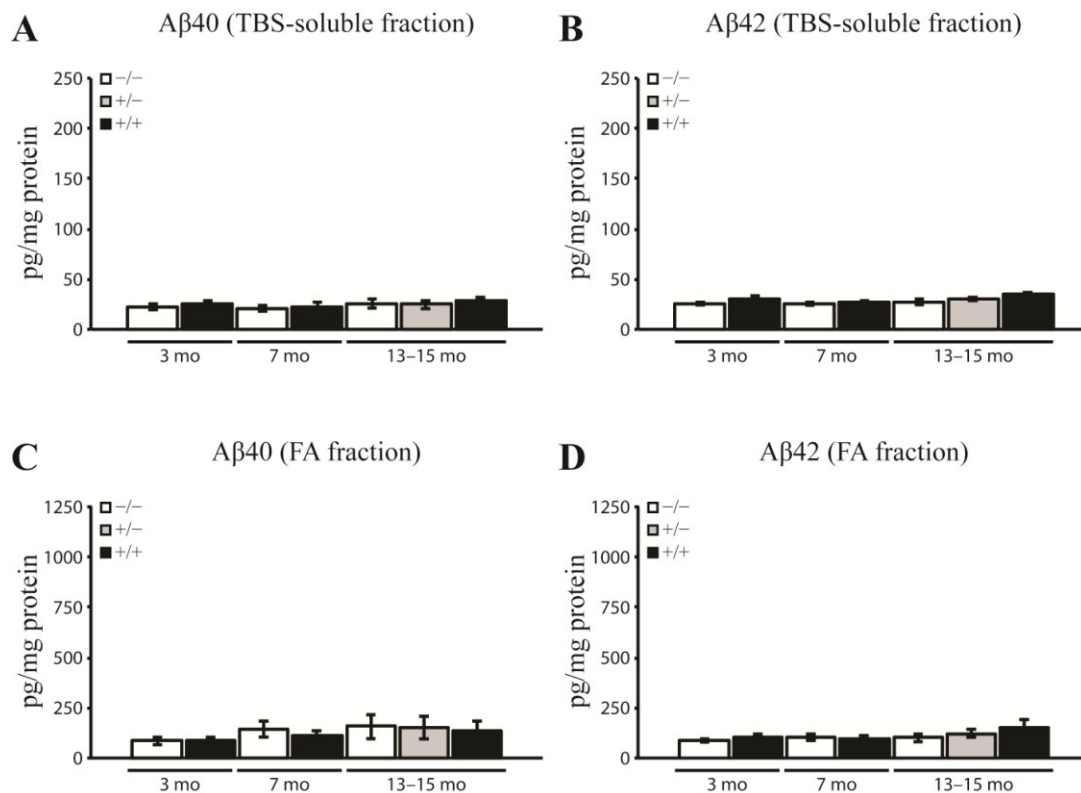 A
Aβ40 (TBS-soluble fraction)
pg/mg protein
250
200
150
100
50
0
−/−
+/−
+/+
3 mo
7 mo
13–15 mo
B
Aβ42 (TBS-soluble fraction)
pg/mg protein
250
200
150
100
50
0
−/−
+/−
+/+
3 mo
7 mo
13–15 mo
C
Aβ40 (FA fraction)
pg/mg protein
1250
1000
750
500
250
0
−/−
+/−
+/+
3 mo
7 mo
13–15 mo
D
Aβ42 (FA fraction)
pg/mg protein
1250
1000
750
500
250
0
−/−
+/−
+/+
3 mo
7 mo
13–15 mo